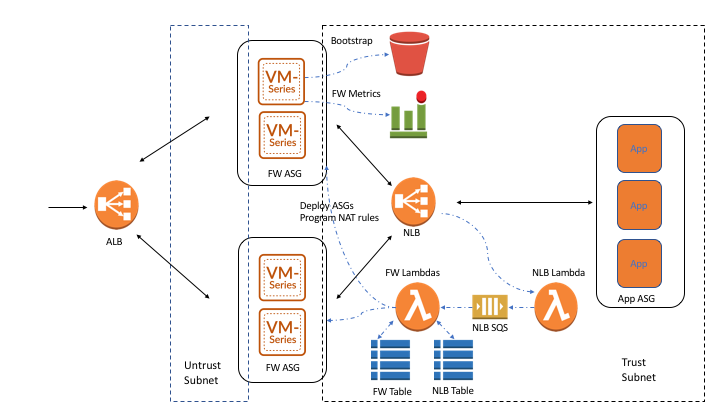 Bootstrap
VM-
Series
FW Metrics
VM-
Series
FW ASG
App
App
App
App ASG
Deploy ASGs
Program NAT rules
ALB
NLB
FW Lambdas
NLB Lambda
VM-
Series
NLB SQS
VM-
Series
FW ASG
Untrust
Subnet
FW Table
NLB Table
Trust
Subnet